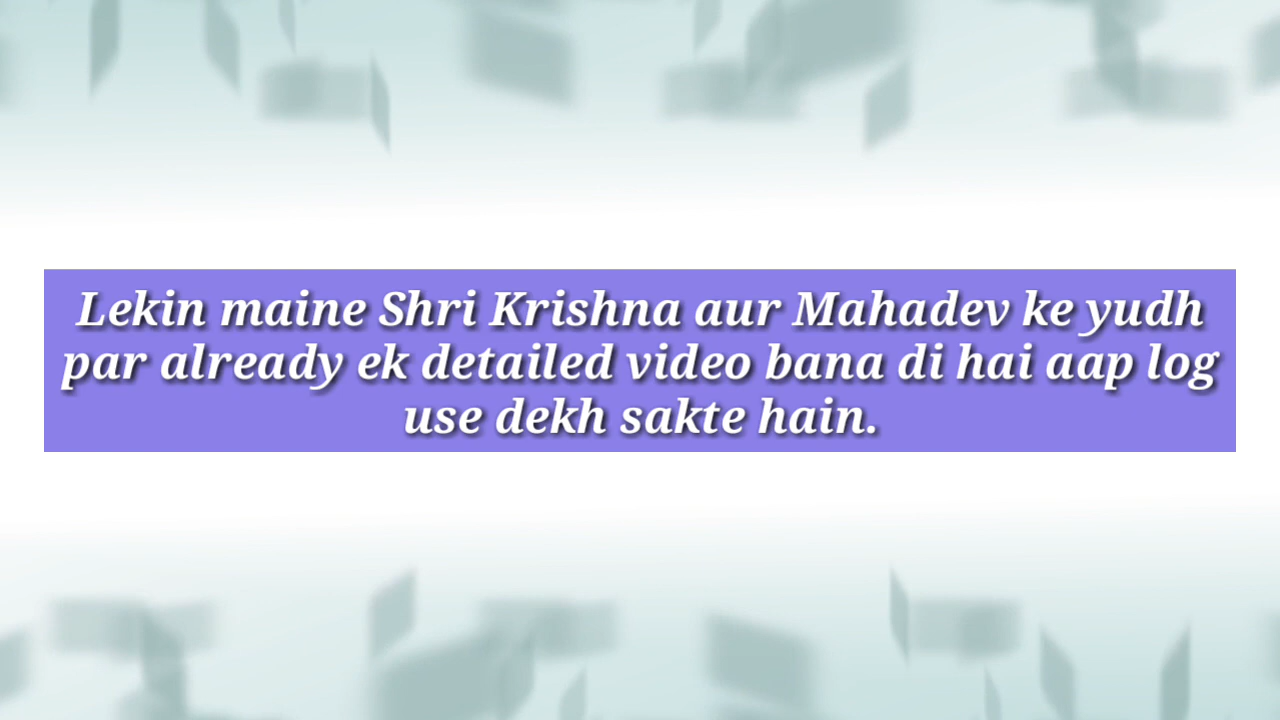 Lekin maine Shri Krishna aur Mahadev ke yudh
par already ek detailed video bana di hai aap log
use dekh sakte hain.